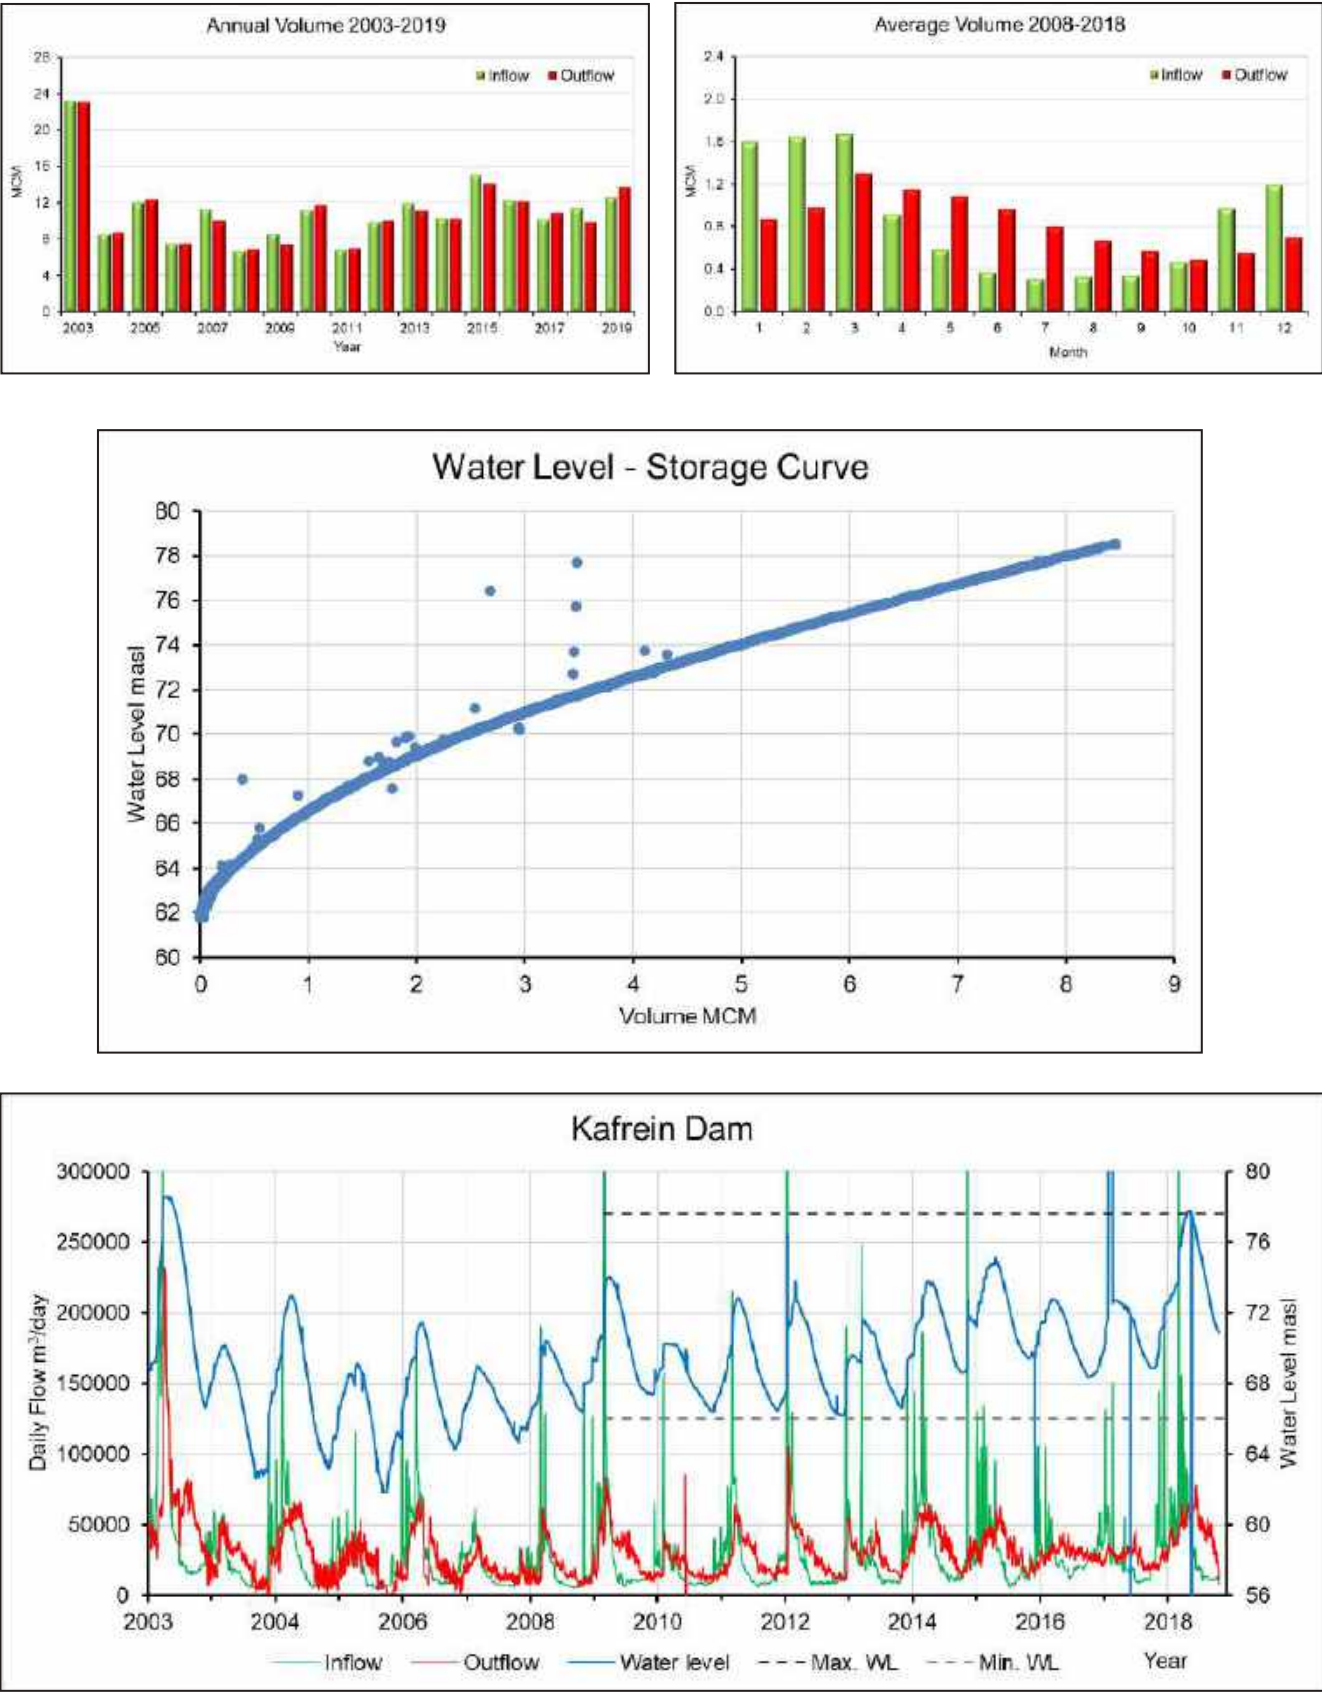 Annual Volume 2003-2019
Inflow Outflow
28
24
20
16
12
8
4
0
MCM
2003 2005 2007 2009 2011 2013 2015 2017 2019
Year
Average Volume 2008-2018
Inflow Outflow
2.4
2.0
1.6
1.2
0.8
0.4
0.0
MCM
1 2 3 4 5 6 7 8 9 10 11 12
Month
Water Level - Storage Curve
80
78
76
74
72
70
68
66
64
62
60
Water Level masl
0 1 2 3 4 5 6 7 8 9
Volume MCM
Kafrein Dam
300000 80
250000 76
200000 72
150000 68
100000 64
50000 60
0 56
Daily Flow m³/day
Water Level masl
2003 2004 2006 2008 2010 2012 2014 2016 2018
Inflow Outflow Water level Max. WL Min. WL Year